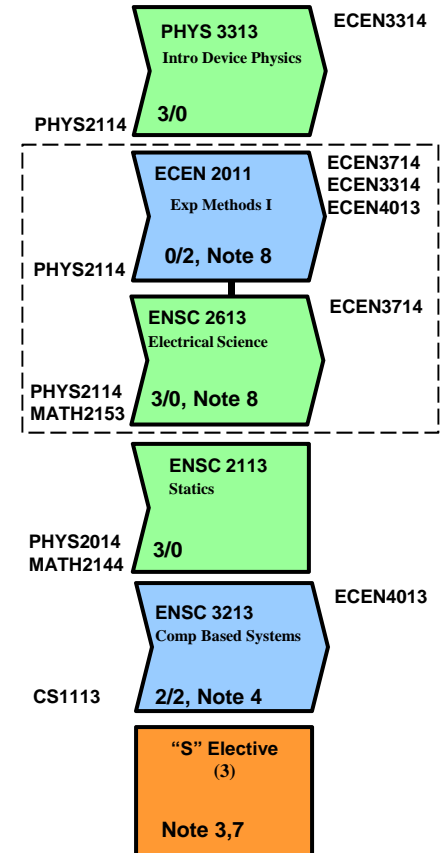 PHYS 3313
ECEN3314
Intro Device Physics
3/0
PHYS2114
ECEN 2011
ECEN3714
ECEN3314
ECEN4013
Exp Methods I
0/2, Note 8
PHYS2114
ENSC 2613
ECEN3714
Electrical Science
3/0, Note 8
PHYS2114
MATH2153
ENSC 2113
Statics
3/0
PHYS2014
MATH2144
ENSC 3213
ECEN4013
Comp Based Systems
2/2, Note 4
CS1113
“S” Elective
(3)
Note 3,7